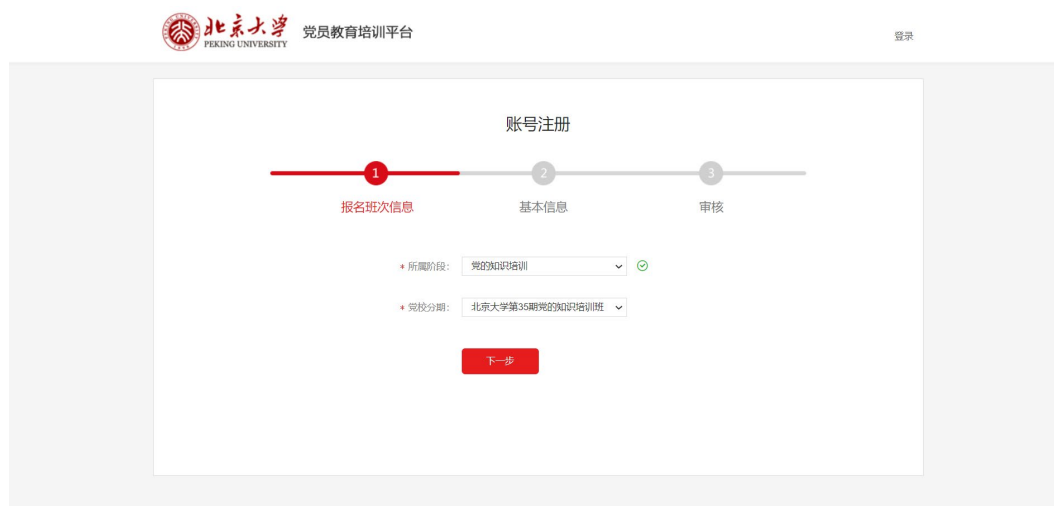 北京大学
PEKING UNIVERSITY
党员教育培训平台
登录
账号注册
1 2 3
报名班次信息 基本信息 审核
* 所属阶段: 党的知识培训
* 党校分期: 北京大学第35期党的知识培训班
下一步